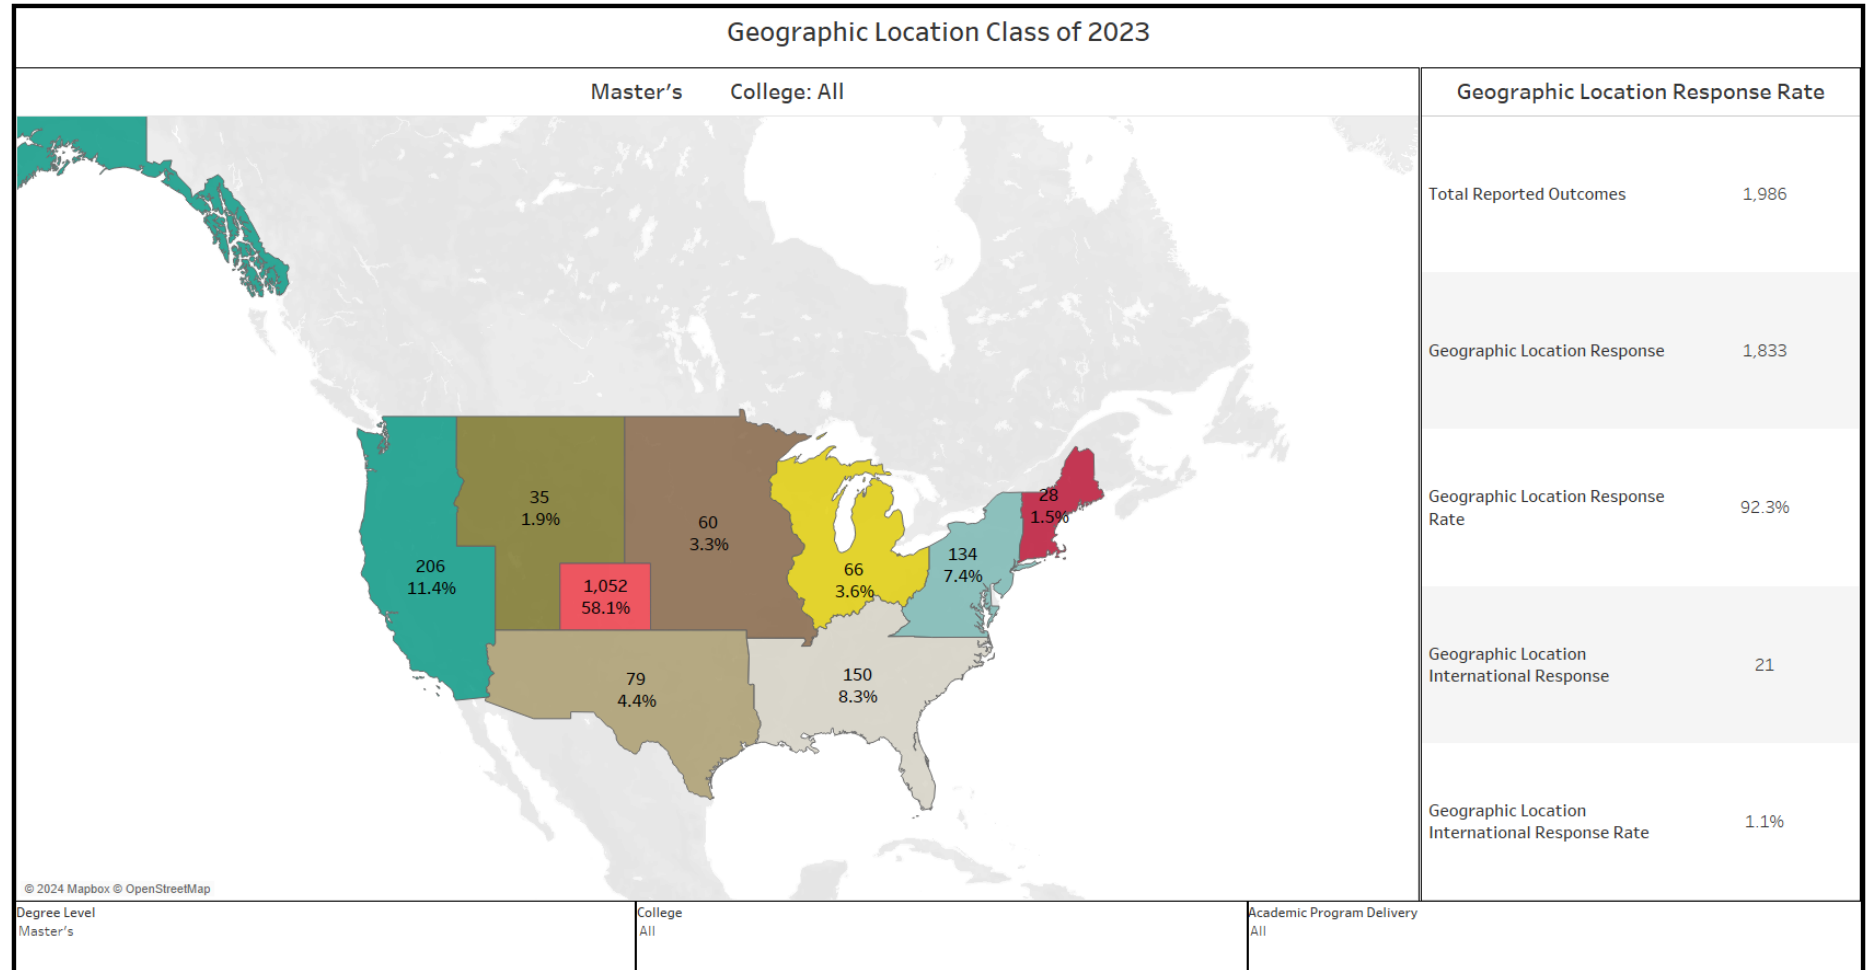 Geographic Location Class of 2023
Master's College: All
Geographic Location Response Rate
Total Reported Outcomes 1,986
Geographic Location Response 1,833
Geographic Location Response
Rate
92.3%
Geographic Location
International Response
21
Geographic Location
International Response Rate
1.1%
35
1.9%
60
3.3%
28
1.5%
206
11.4%
1,052
58.1%
66
3.6%
134
7.4%
79
4.4%
150
8.3%
© 2024 Mapbox © OpenStreetMap
Degree Level
Master's
College
All
Academic Program Delivery
All